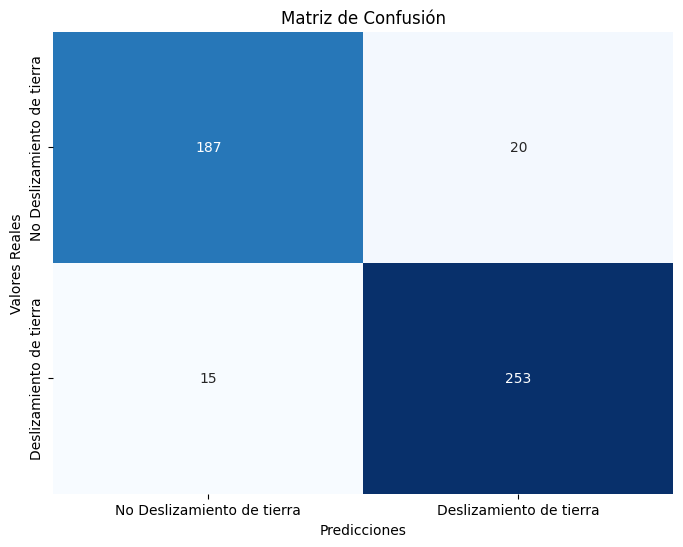 Matriz de Confusión
Valores Reales
No Deslizamiento de tierra
187
20
Deslizamiento de tierra
15
253
No Deslizamiento de tierra
Deslizamiento de tierra
Predicciones